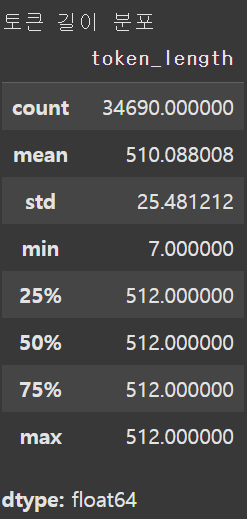 토큰 길이 분포
token_length
count 34690.000000
mean 510.088008
std 25.481212
min 7.000000
25% 512.000000
50% 512.000000
75% 512.000000
max 512.000000
dtype: float64